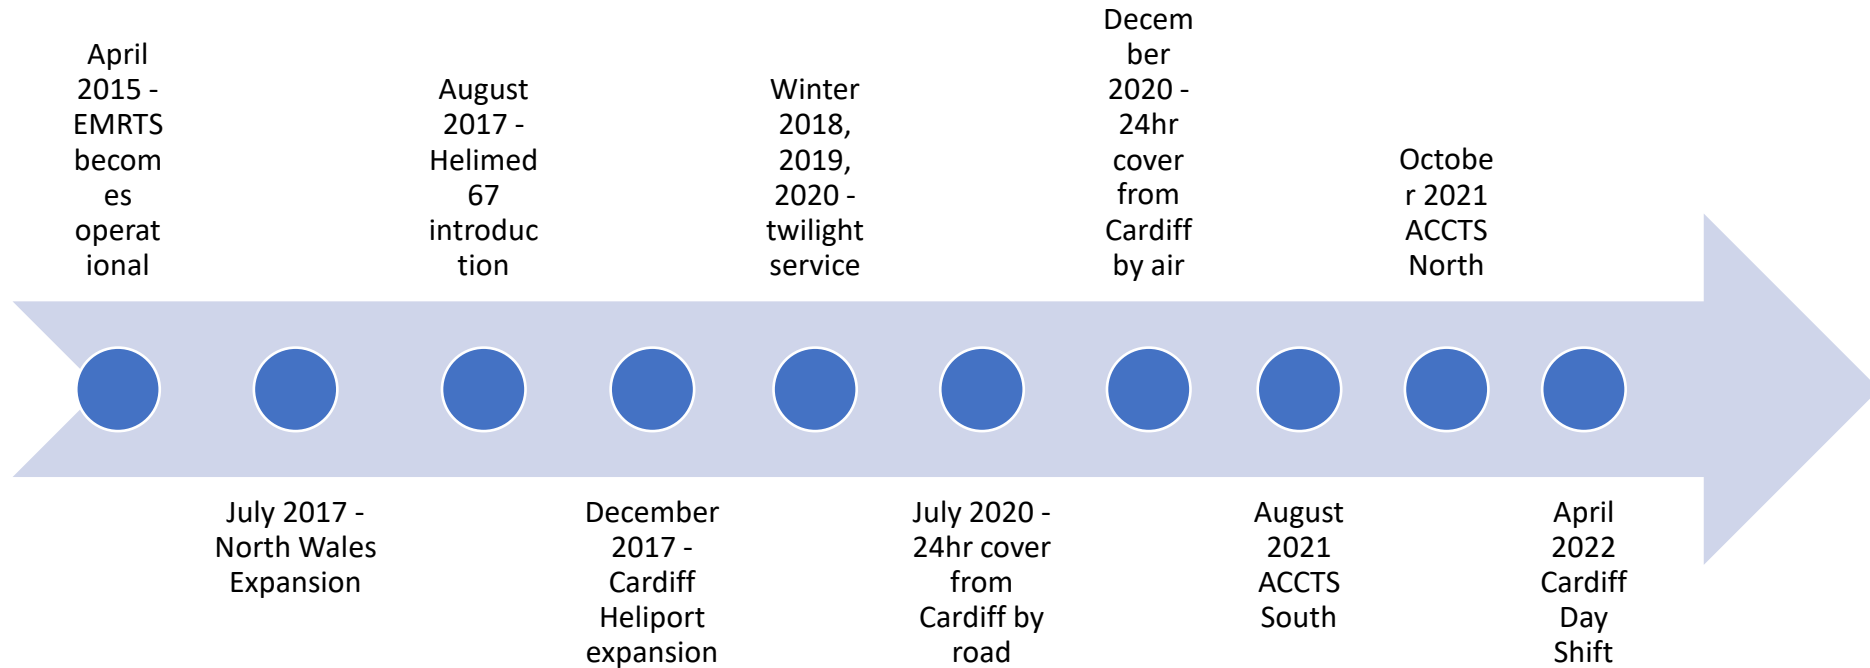 April
2015 -
EMRTS
becom
es
operat
ional
July 2017 -
North Wales
Expansion
August
2017 -
Helimed
67
introduc
tion
December
2017 -
Cardiff
Heliport
expansion
Winter
2018,
2019,
2020 -
twilight
service
July 2020 -
24hr cover
from
Cardiff by
road
Decem
ber
2020 -
24hr
cover
from
Cardiff
by air
August
2021
ACCTS
South
Octobe
r 2021
ACCTS
North
April
2022
Cardiff
Day
Shift